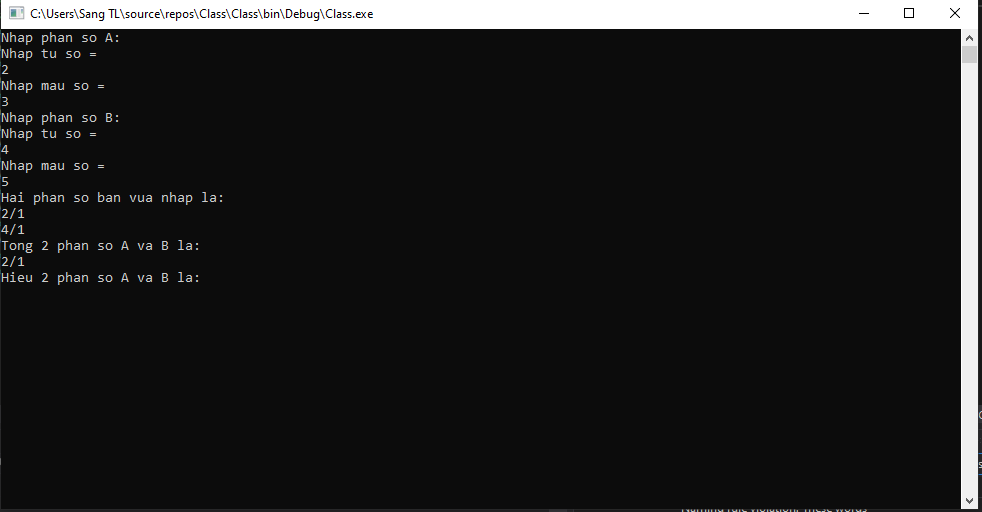 C:\Users\Sang TL\source\repos\Class\Class\bin\Debug\Class.exe
Nhap phan so A:
Nhap tu so =
2
Nhap mau so =
3
Nhap phan so B:
Nhap tu so =
4
Nhap mau so =
5
Hai phan so ban vua nhap la:
2/1
4/1
Tong 2 phan so A va B la:
2/1
Hieu 2 phan so A va B la:
Naming rule violation: These words